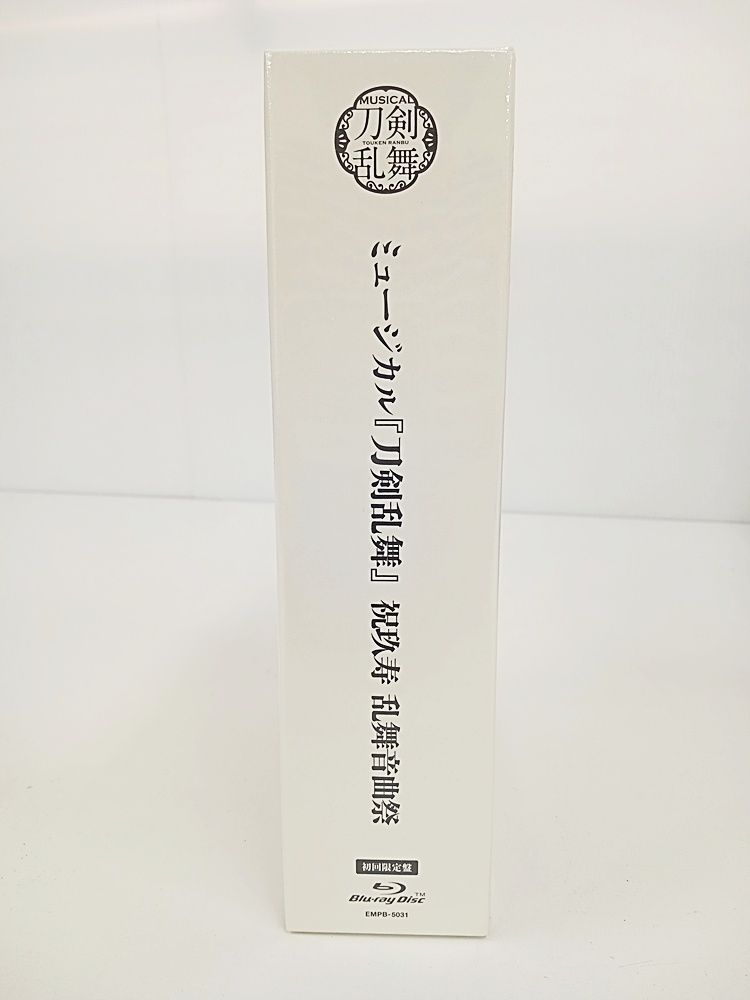 MUSICAL
刀剣
TOUKEN RANBU
乱舞
ミュージカル『刀剣乱舞』 祝玖寿 乱舞音曲祭
初回限定盤
Blu-ray Disc™
EMPB-5031